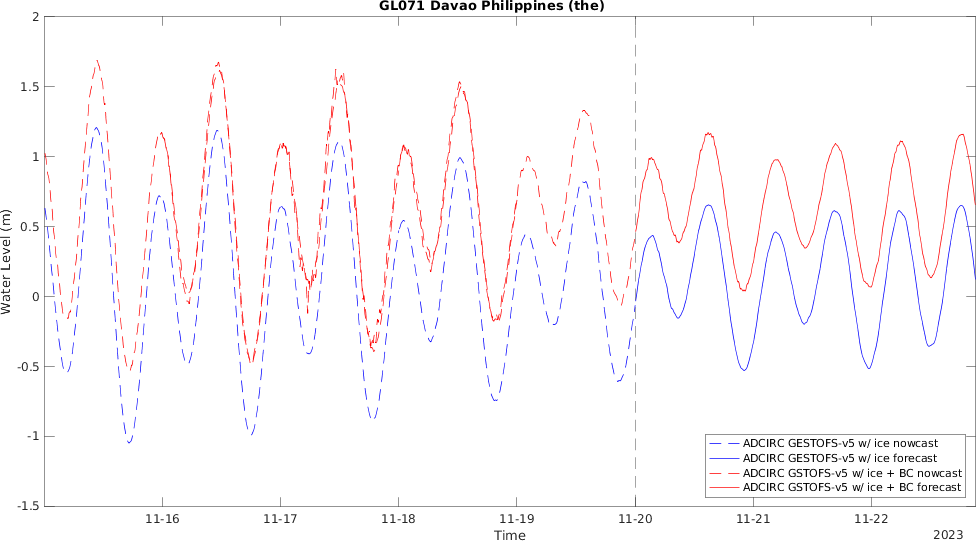 GL071 Davao Philippines (the)
2
1.5
1
0.5
0
-0.5
-1
-1.5
Water Level (m)
11-16
11-17
11-18
11-19
11-20
11-21
11-22
Time
2023
ADCIRC GESTOFS-v5 w/ ice nowcast
ADCIRC GESTOFS-v5 w/ ice forecast
ADCIRC GSTOFS-v5 w/ ice + BC nowcast
ADCIRC GSTOFS-v5 w/ ice + BC forecast